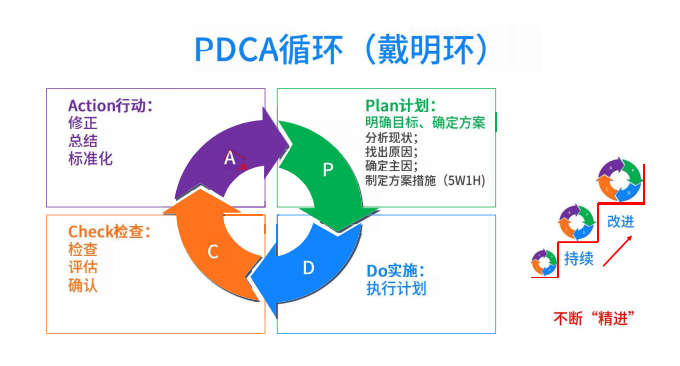 PDCA循环（戴明环）
Action行动：
修正
总结
标准化
Plan计划：
明确目标、确定方案
分析现状；
找出原因；
确定主因；
制定方案措施（5W1H)
A
P
C
D
Check检查：
检查
评估
确认
Do实施：
执行计划
改进
持续
不断“精进”